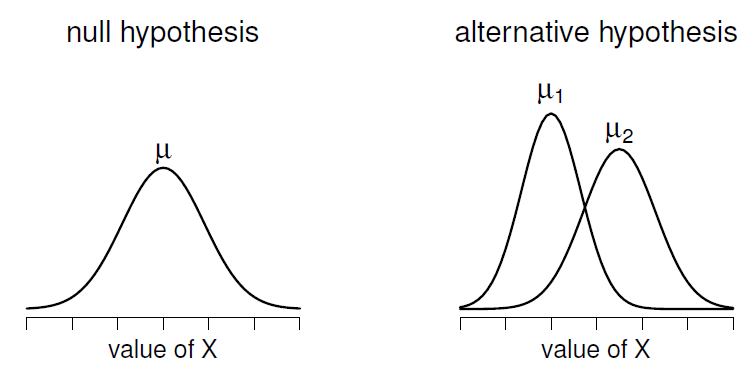 null hypothesis
μ
value of X
alternative hypothesis
μ1
μ2
value of X